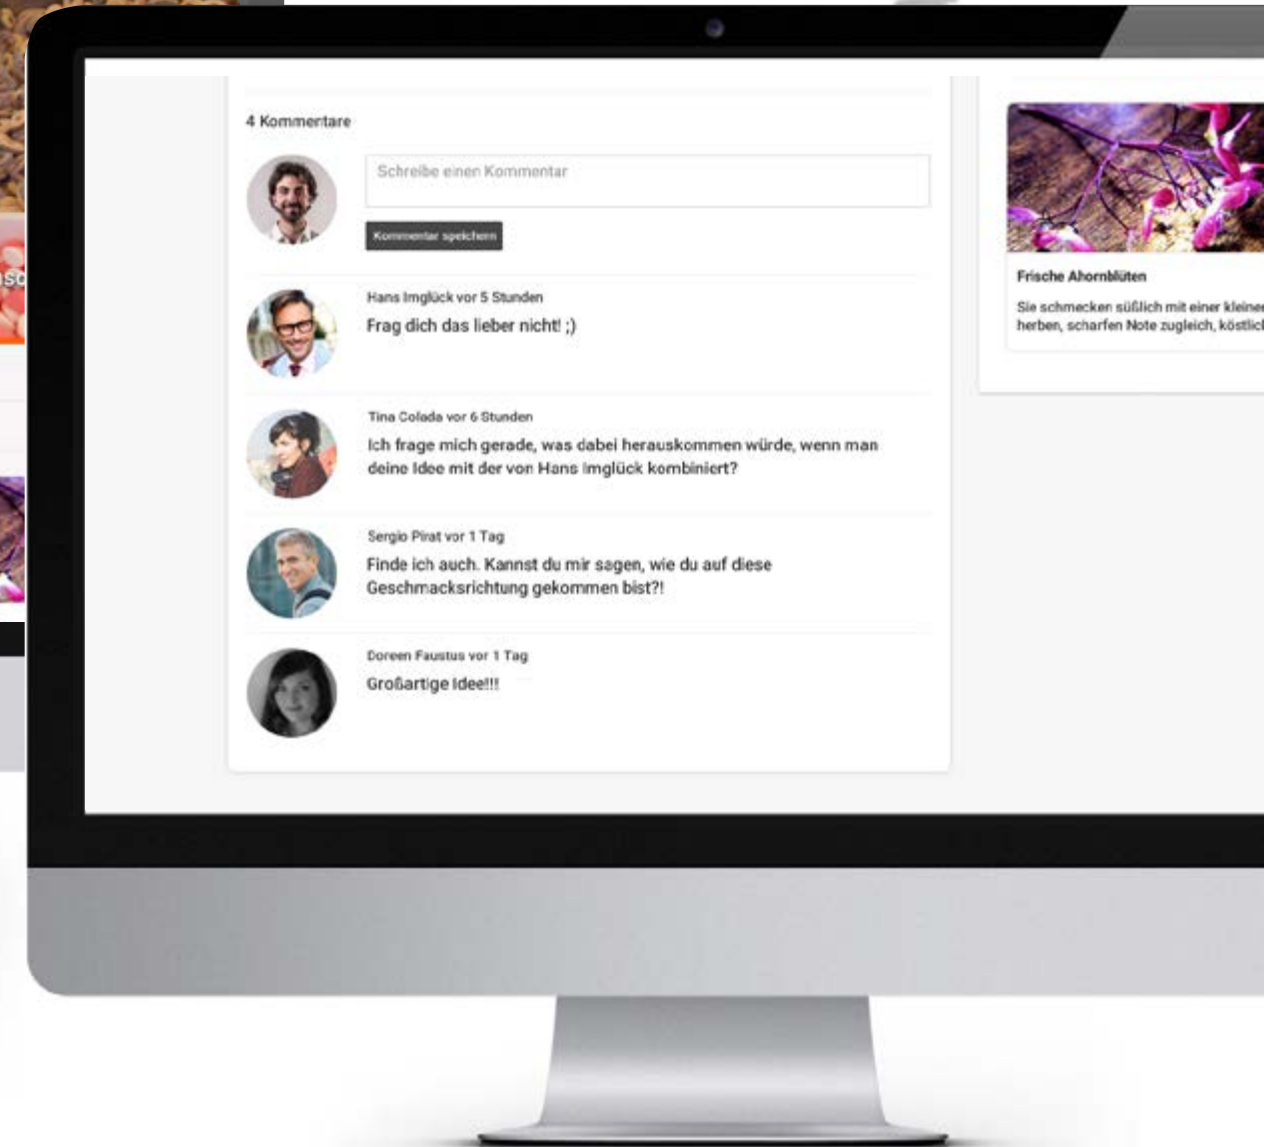 4 Kommentare
Schreibe einen Kommentar
Kommentar speichern
Hans Imglück vor 5 Stunden
Frag dich das lieber nicht! ;)
Tina Colada vor 6 Stunden
Ich frage mich gerade, was dabei herauskommen würde, wenn man
deine Idee mit der von Hans Imglück kombiniert?
Sergio Pirat vor 1 Tag
Finde ich auch. Kannst du mir sagen, wie du auf diese
Geschmacksrichtung gekommen bist?!
Doreen Faustus vor 1 Tag
Großartige Idee!!!
Frische Ahornblüten
Sie schmecken süßlich mit einer
herben, scharfen Note zugleich,